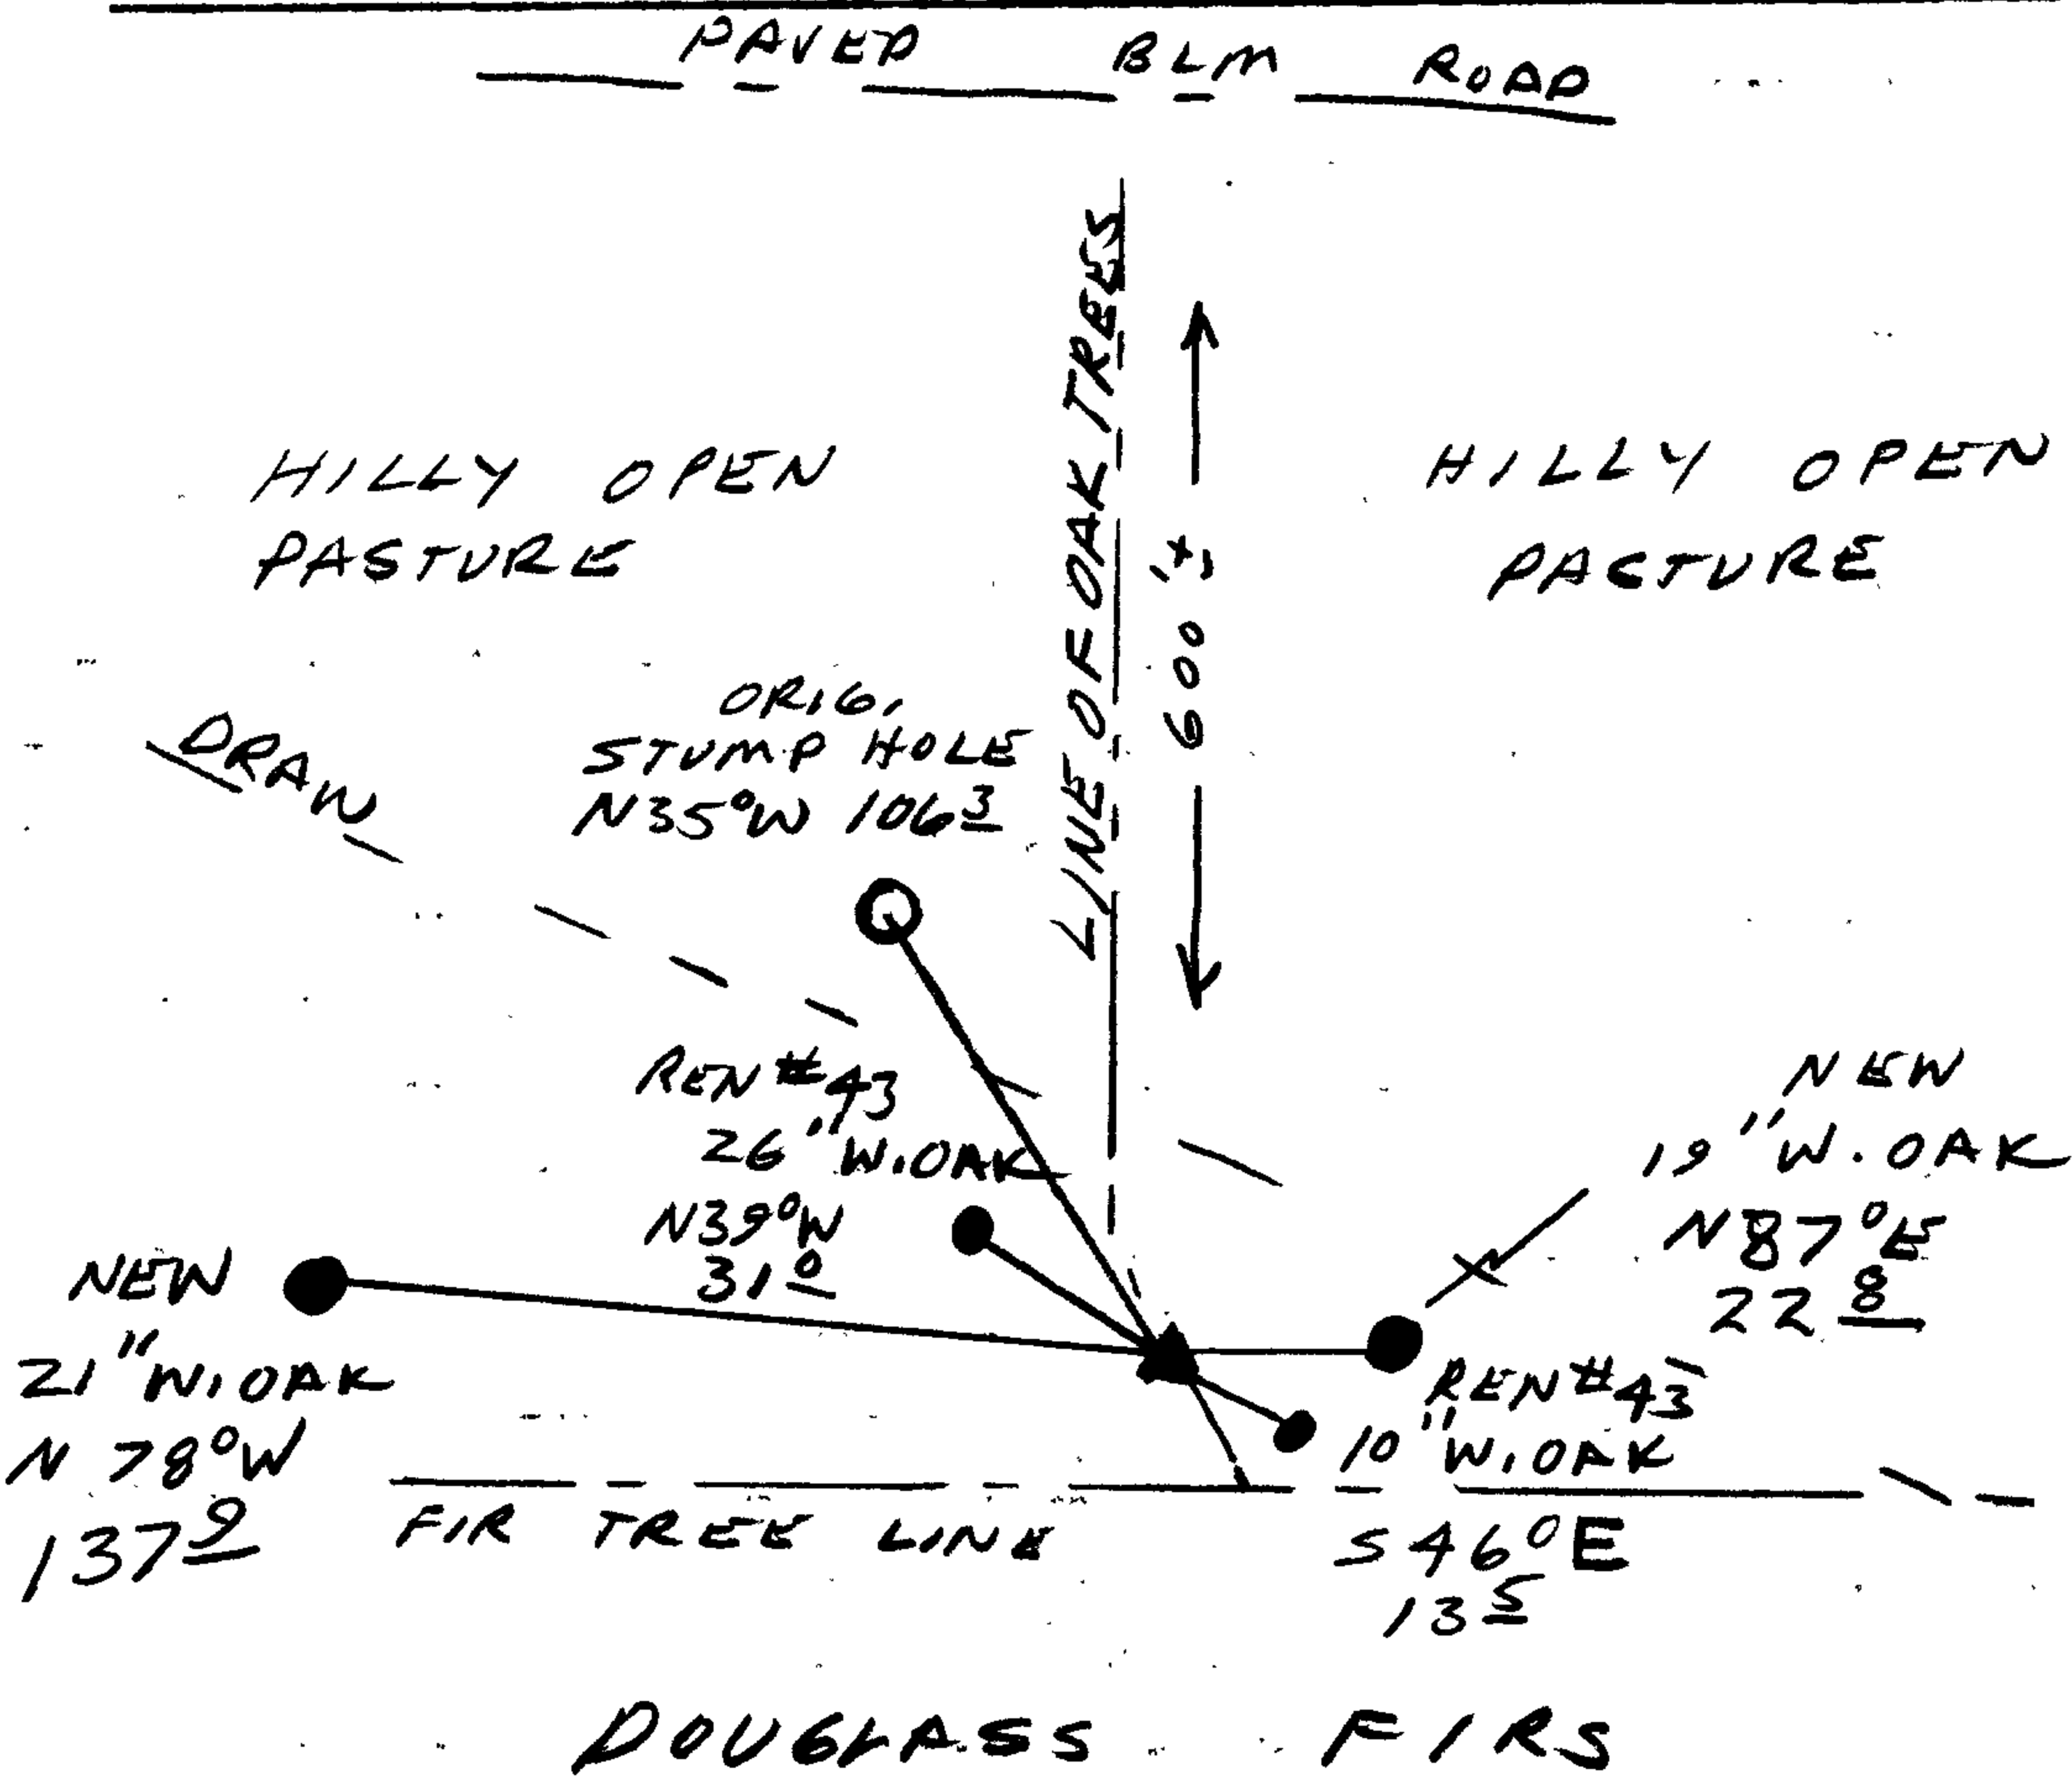 PAVED BLM ROAD
LINE OF OAK TREES
600'±
HILLY OPEN
PASTURE
HILLY OPEN
PACTURE
DRAW
ORIG.
STUMP HOLE
N35°W 106 3
REN #43
26" W.OAK
N39°W
31 0
NEW
19" W.OAK
N87°E
22 8
NEW
21" W.OAK
N 78°W
137 9
REN #43
10" W.OAK
S46°E
13 5
FIR TREE LINE
DOUGLASS FIRS